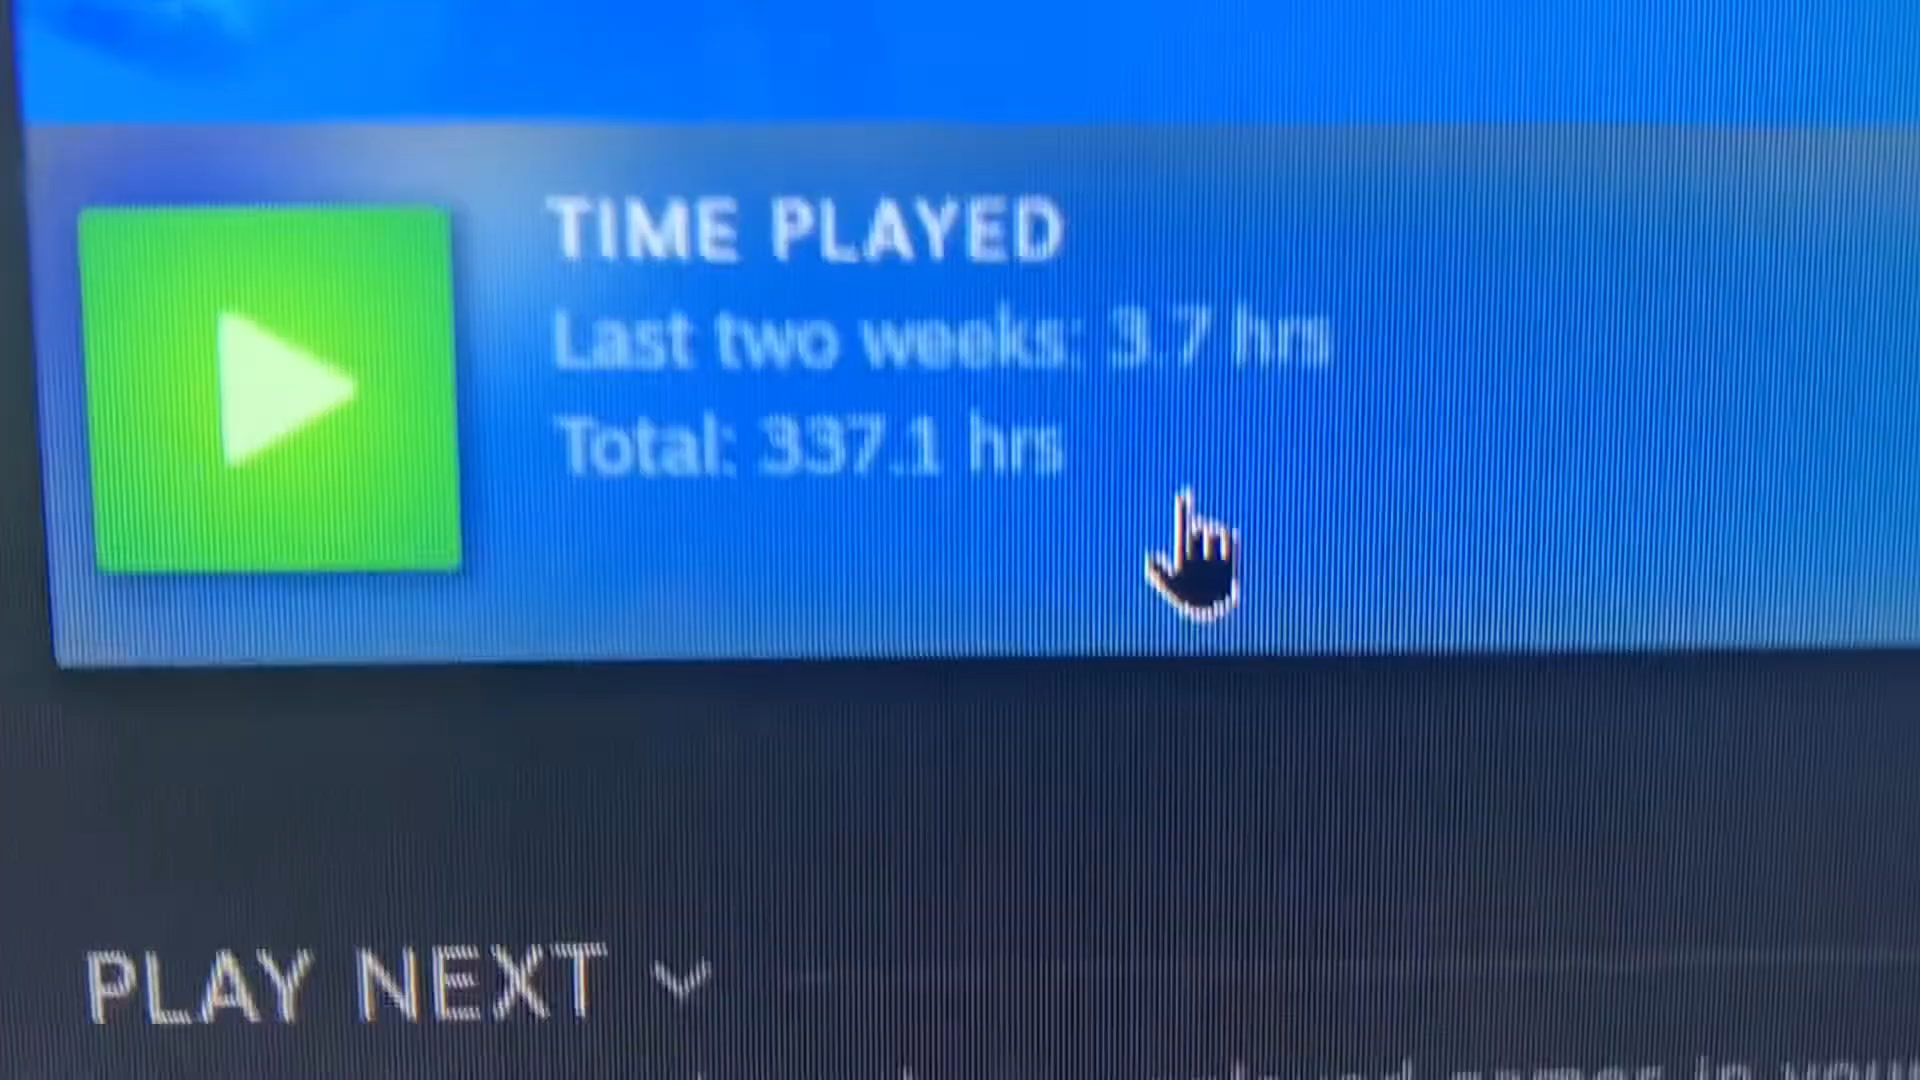 TIME PLAYED
Last two weeks: 3.7 hrs
Total: 337.1 hrs
PLAY NEXT